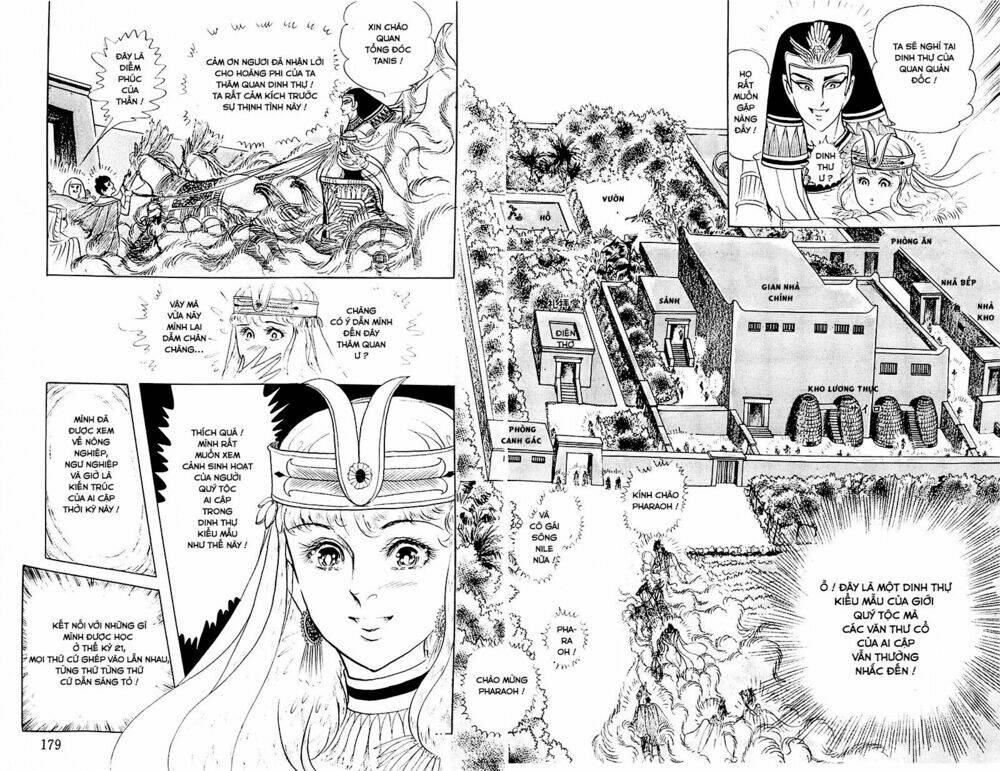 TA SẼ NGHỈ TẠI
DINH THỰ CỦA
QUAN QUẢN
ĐỐC !
HỌ
RẤT
MUỐN
GẶP
NÀNG
ĐẤY !
DINH
THỰ
Ư ?
VƯỜN
HỒ
PHÒNG ĂN
NHÀ BẾP
NHÀ
KHO
GIAN NHÀ
CHÍNH
SẢNH
ĐIỆN
THỜ
KHO LƯƠNG THỰC
PHÒNG
CANH GÁC
KÍNH CHÀO
PHARAOH !
VÀ
CÔ GÁI
SÔNG
NILE
NỮA !
PHA-
RA
OH !
CHÀO MỪNG
PHARAOH !
Ồ ! ĐÂY LÀ MỘT DINH THỰ
KIỂU MẪU CỦA GIỚI
QUÝ TỘC MÀ
CÁC VĂN THƯ CỔ
CỦA AI CẬP
VẪN THƯỜNG
NHẮC ĐẾN !
XIN CHÀO
QUAN
TỔNG ĐỐC
TANIS !
CẢM ƠN NGƯƠI ĐÃ NHẬN LỜI
CHO HOÀNG PHI CỦA TA
THĂM QUAN DINH THỰ !
TA RẤT CẢM KÍCH TRƯỚC
SỰ THỊNH TÌNH NÀY !
ĐÂY LÀ
DIỄM
PHÚC CỦA
THẦN !
CHÀNG
CÓ Ý DẪN MÌNH
ĐẾN ĐÂY
THĂM QUAN
Ư ?
VẬY MÀ
VỪA NÃY
MÌNH LẠI
DẪM CHÂN
CHÀNG...
THÍCH QUÁ !
MÌNH RẤT
MUỐN XEM
CẢNH SINH HOẠT
CỦA NGƯỜI
QUÝ TỘC
AI CẬP
TRONG
DINH THỰ
KIỂU MẪU
NHƯ THẾ NÀY !
MÌNH ĐÃ
ĐƯỢC XEM
VỀ NÔNG
NGHIỆP,
NGƯ NGHIỆP
VÀ GIỜ LÀ
KIẾN TRÚC
CỦA AI CẬP
THỜI KỲ NÀY !
KẾT NỐI VỚI NHỮNG GÌ
MÌNH ĐƯỢC HỌC
Ở THẾ KỶ 21,
MỌI THỨ CỨ GHÉP VÀO LẪN NHAU,
TỪNG THỨ TỪNG THỨ
CỨ DẦN SÁNG TỎ !
179